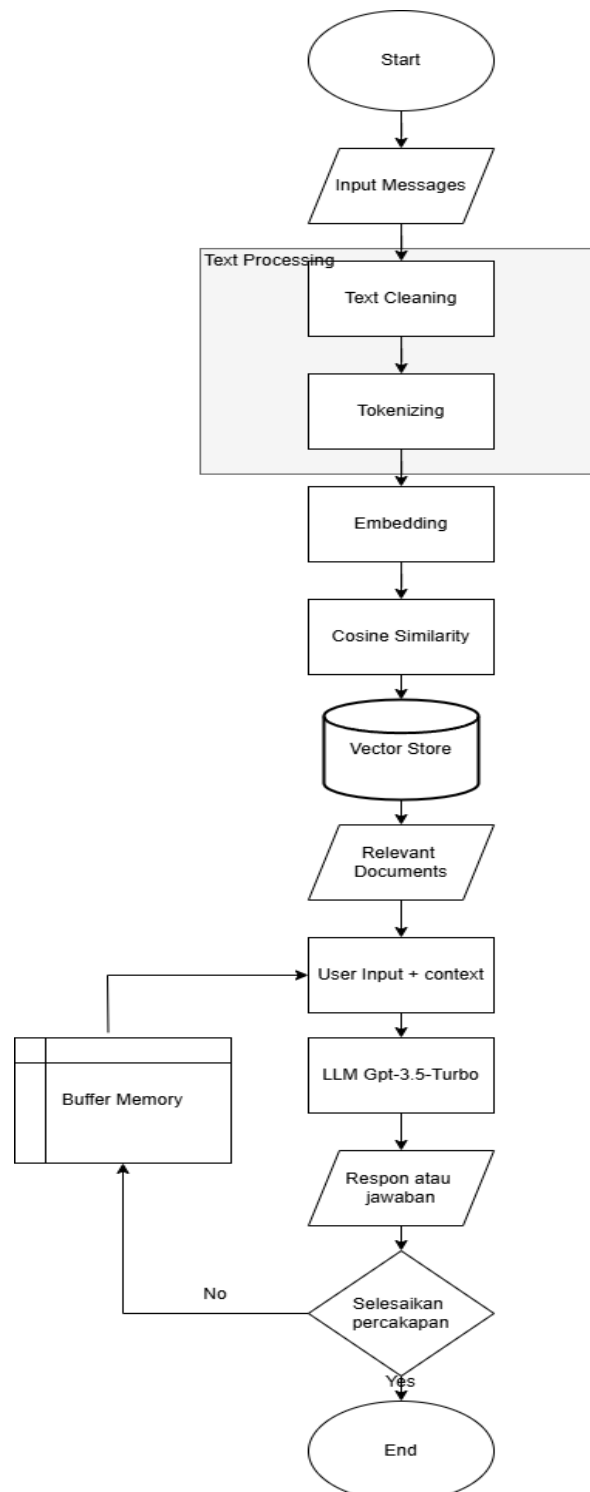 Start
Input Messages
Text Processing
Text Cleaning
Tokenizing
Embedding
Cosine Similarity
Vector Store
Relevant
Documents
User Input + context
LLM Gpt-3.5-Turbo
Buffer Memory
Respon atau
jawaban
No
Selesaikan
percakapan
Yes
End